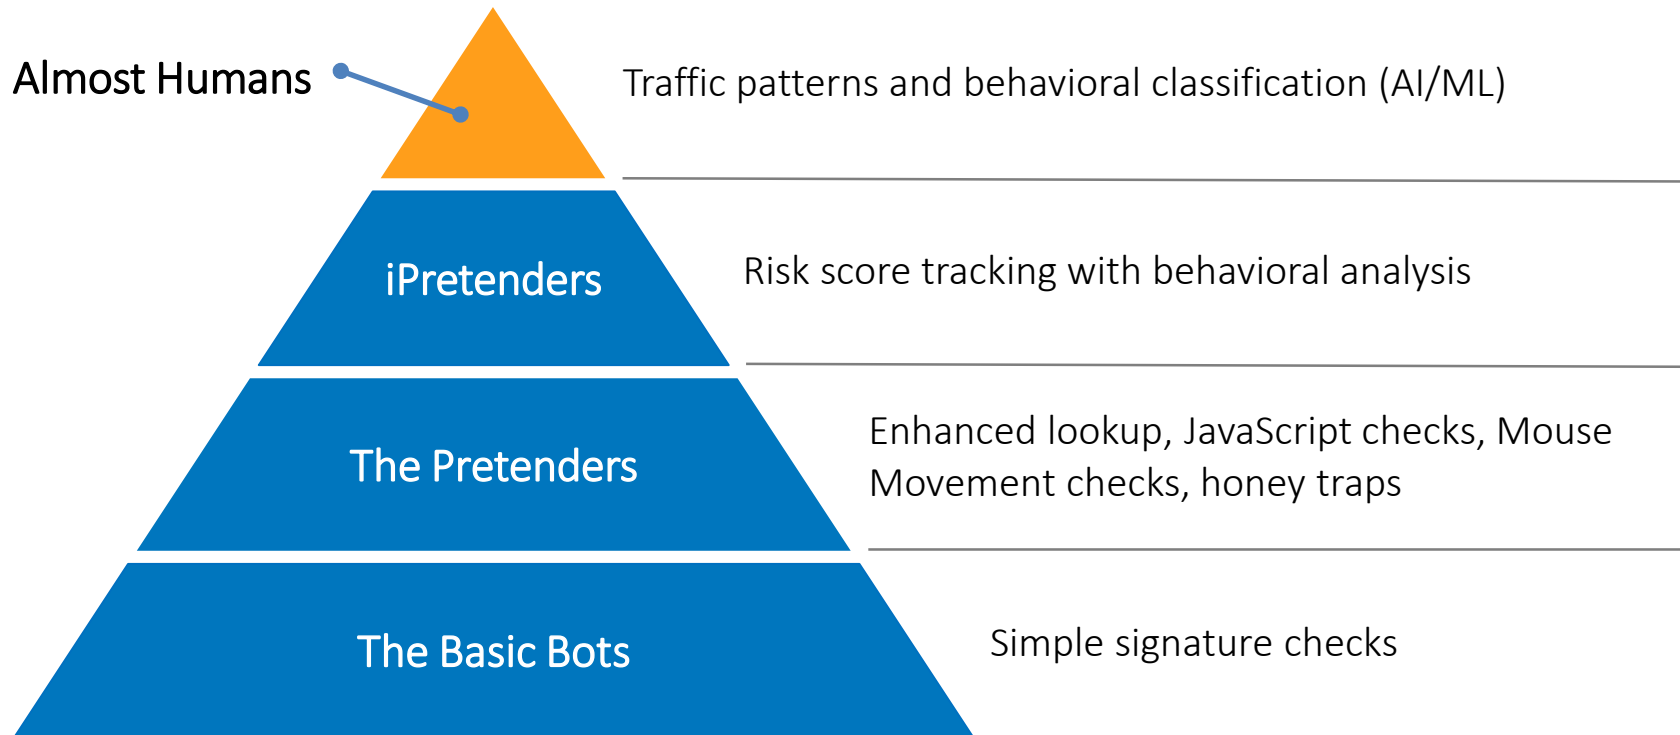 Almost Humans
Traffic patterns and behavioral classification (AI/ML)
iPretenders
Risk score tracking with behavioral analysis
The Pretenders
Enhanced lookup, JavaScript checks, Mouse
Movement checks, honey traps
The Basic Bots
Simple signature checks